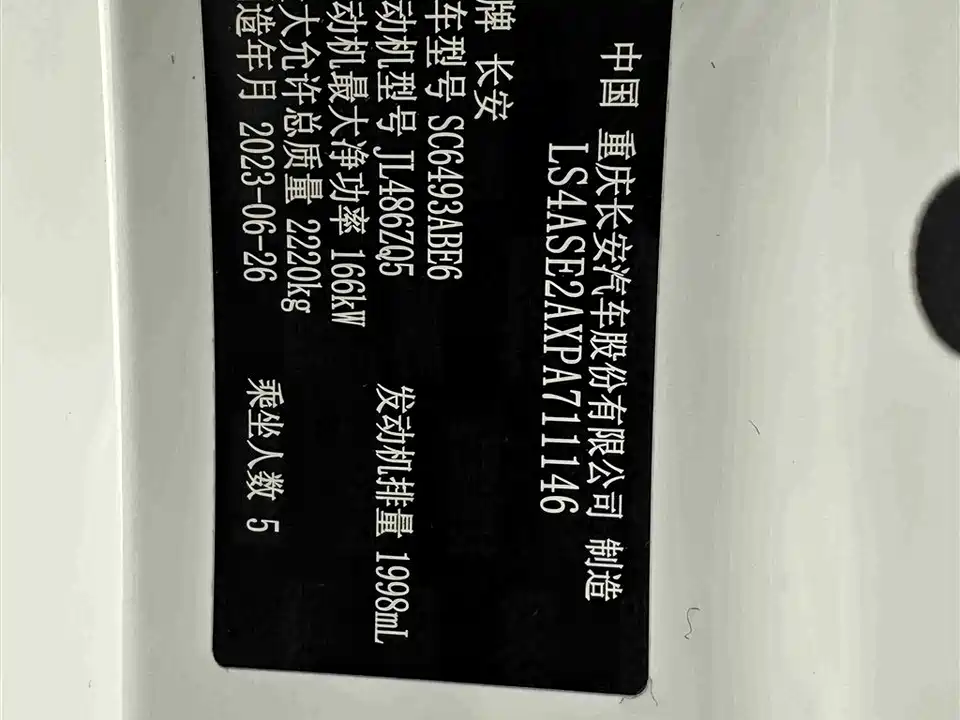 中国 重庆长安汽车股份有限公司 制造
LS4ASE2AXPA711146
牌 长安
车型号 SC6493ABE6
动机型号 JL486ZQ5 发动机排量 1998mL
动机最大净功率 166kW
大允许总质量 2220kg
造年月 2023-06-26 乘坐人数 5